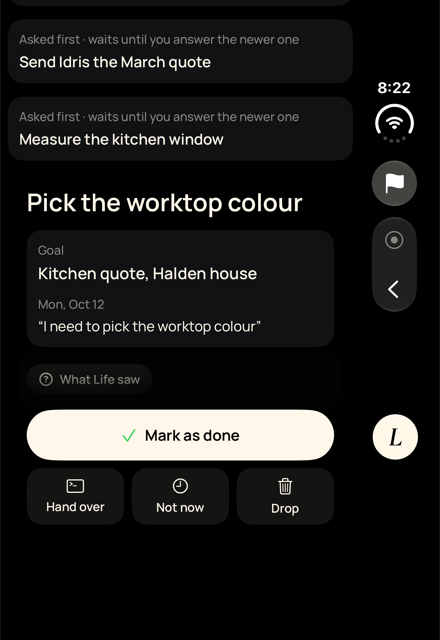 Asked first · waits until you answer the newer one
Send Idris the March quote
Asked first · waits until you answer the newer one
Measure the kitchen window
8:22
Pick the worktop colour
Goal
Kitchen quote, Halden house
Mon, Oct 12
“I need to pick the worktop colour”
What Life saw
Mark as done
L
Hand over
Not now
Drop